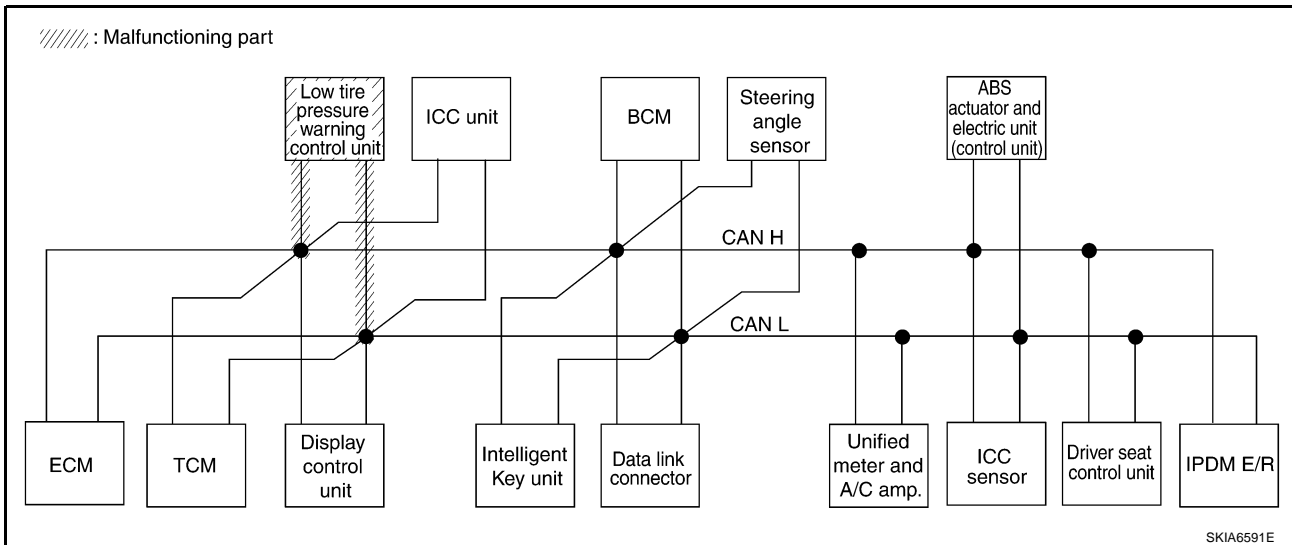 : Malfunctioning part
Low tire
pressure
warning
control unit
ICC unit
BCM
Steering
angle
sensor
ABS
actuator and
electric unit
(control unit)
CAN H
CAN L
ECM
TCM
Display
control
unit
Intelligent
Key unit
Data link
connector
Unified
meter and
A/C amp.
ICC
sensor
Driver seat
control unit
IPDM E/R
SKIA6591E